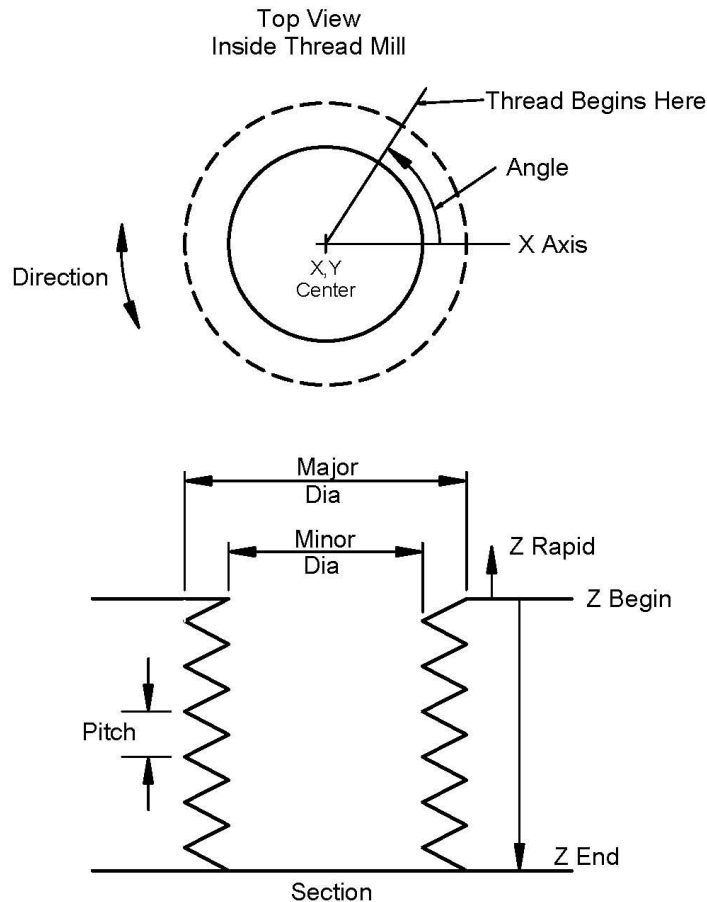 Top View
Inside Thread Mill
Thread Begins Here
Angle
X Axis
X,Y
Center
Direction
Major
Dia
Minor
Dia
Z Rapid
Z Begin
Pitch
Z End
Section